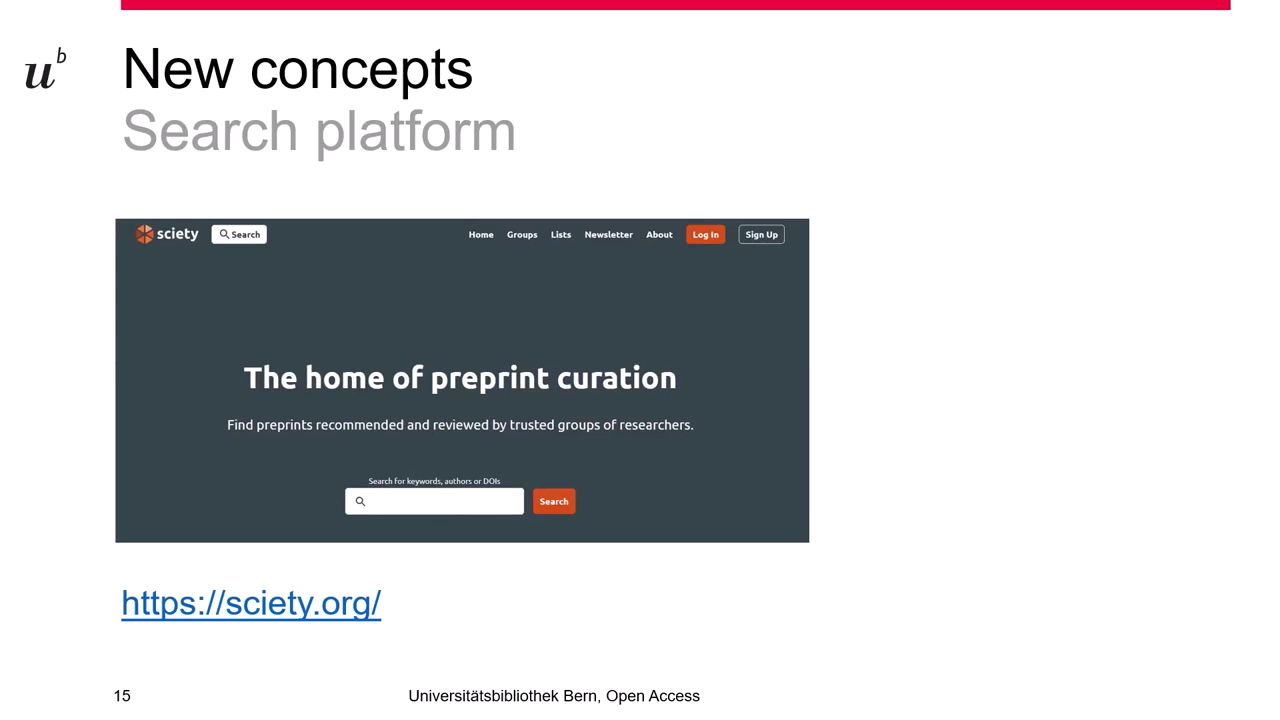 u b
New concepts
Search platform
sciety Search Home Groups Lists Newsletter About Log In Sign Up
The home of preprint curation
Find preprints recommended and reviewed by trusted groups of researchers.
Search for keywords, authors or DOIs
Search
https://sciety.org/
15 Universitätsbibliothek Bern, Open Access